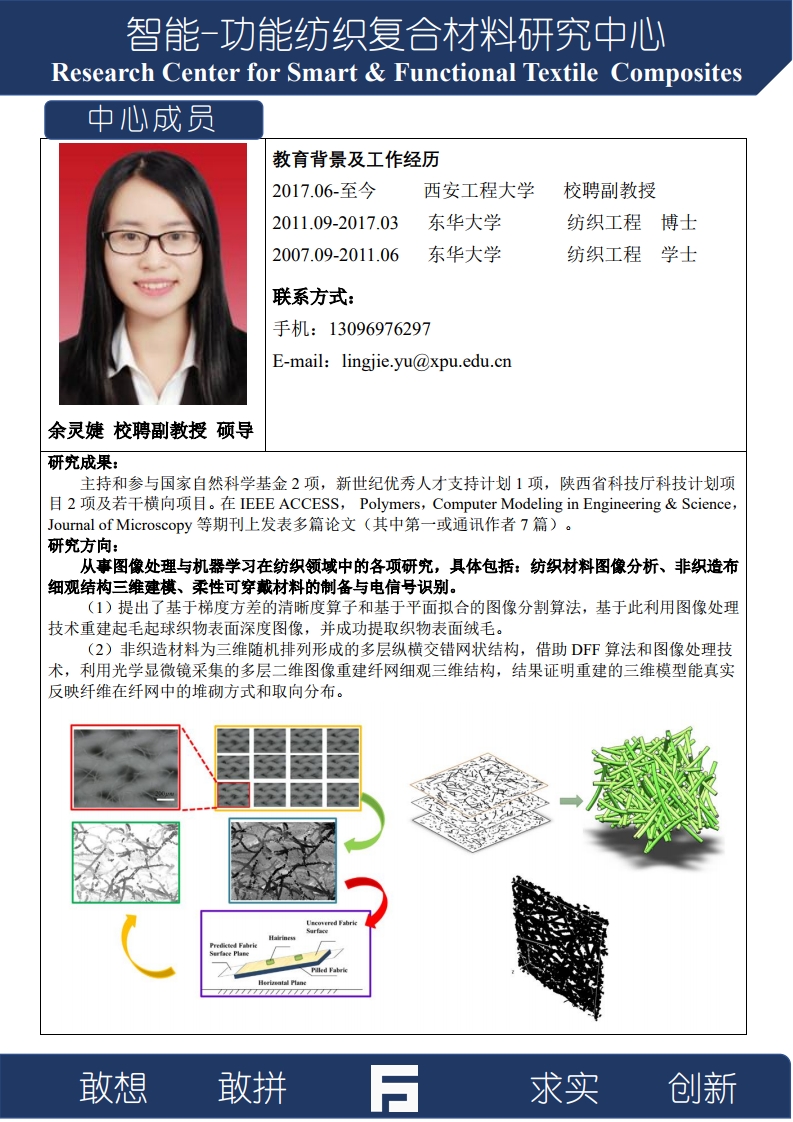 智能-功能纺织复合材料研究中心
Research Center for Smart & Functional Textile Composites
中心成员
教育背景及工作经历
2017.06-至今 西安工程大学 校聘副教授
2011.09-2017.03 东华大学 纺织工程 博士
2007.09-2011.06 东华大学 纺织工程 学士
联系方式：
手机：13096976297
E-mail：lingjie.yu@xpu.edu.cn
余灵婕 校聘副教授 硕导
研究成果：
主持和参与国家自然科学基金 2 项，新世纪优秀人才支持计划 1 项，陕西省科技厅科技计划项
目 2 项及若干横向项目。在 IEEE ACCESS， Polymers，Computer Modeling in Engineering & Science，
Journal of Microscopy 等期刊上发表多篇论文（其中第一或通讯作者 7 篇）。
研究方向：
从事图像处理与机器学习在纺织领域中的各项研究，具体包括：纺织材料图像分析、非织造布
细观结构三维建模、柔性可穿戴材料的制备与电信号识别。
（1）提出了基于梯度方差的清晰度算子和基于平面拟合的图像分割算法，基于此利用图像处理
技术重建起毛起球织物表面深度图像，并成功提取织物表面绒毛。
（2）非织造材料为三维随机排列形成的多层纵横交错网状结构，借助 DFF 算法和图像处理技
术，利用光学显微镜采集的多层二维图像重建纤网细观三维结构，结果证明重建的三维模型能真实
反映纤维在纤网中的堆砌方式和取向分布。
Uncovered Fabric
Surface
Hairiness
Predicted Fabric
Surface Plane
Pilled Fabric
Horizontal Plane
敢想 敢拼 求实 创新